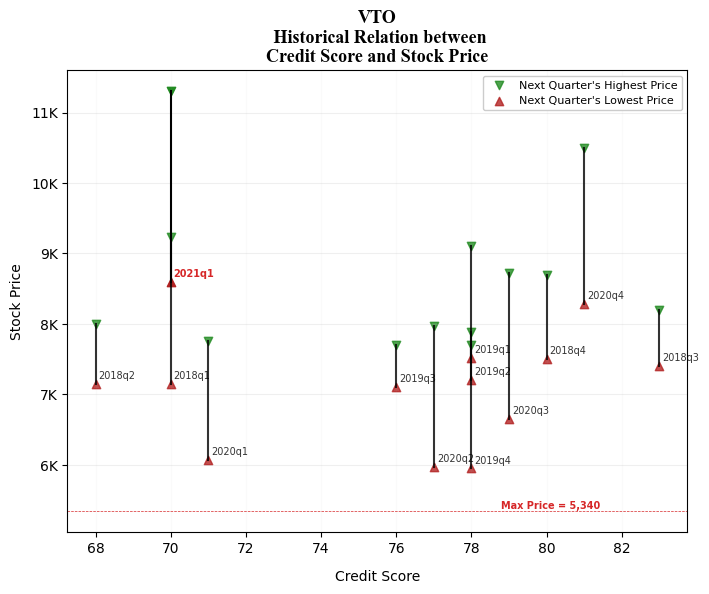 VTO
Historical Relation between
Credit Score and Stock Price
Next Quarter's Highest Price
Next Quarter's Lowest Price
11K
10K
9K
8K
7K
6K
Stock Price
2021q1
2020q4
2019q1
2018q4
2018q3
2018q2
2018q1
2019q3
2019q2
2020q3
2020q1
2020q2
2019q4
Max Price = 5,340
68
70
72
74
76
78
80
82
Credit Score